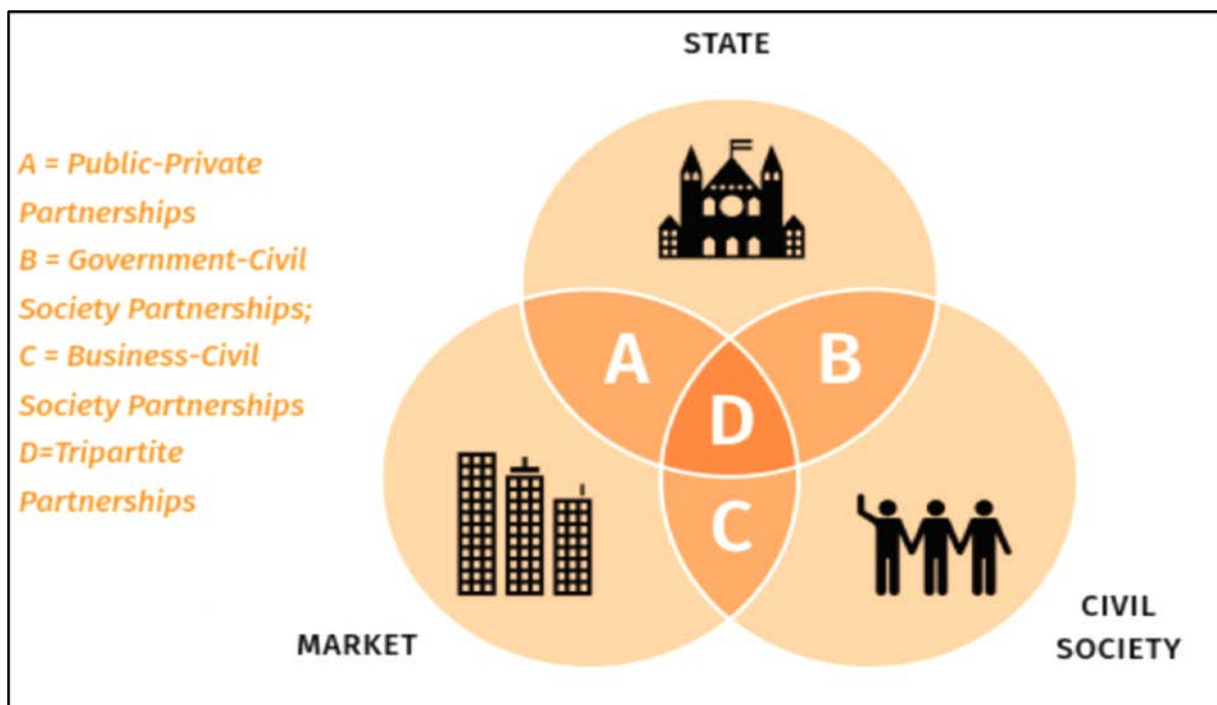 STATE
A = Public-Private
Partnerships
B = Government-Civil
Society Partnerships;
C = Business-Civil
Society Partnerships
D=Tripartite
Partnerships
A
B
D
C
MARKET
CIVIL
SOCIETY